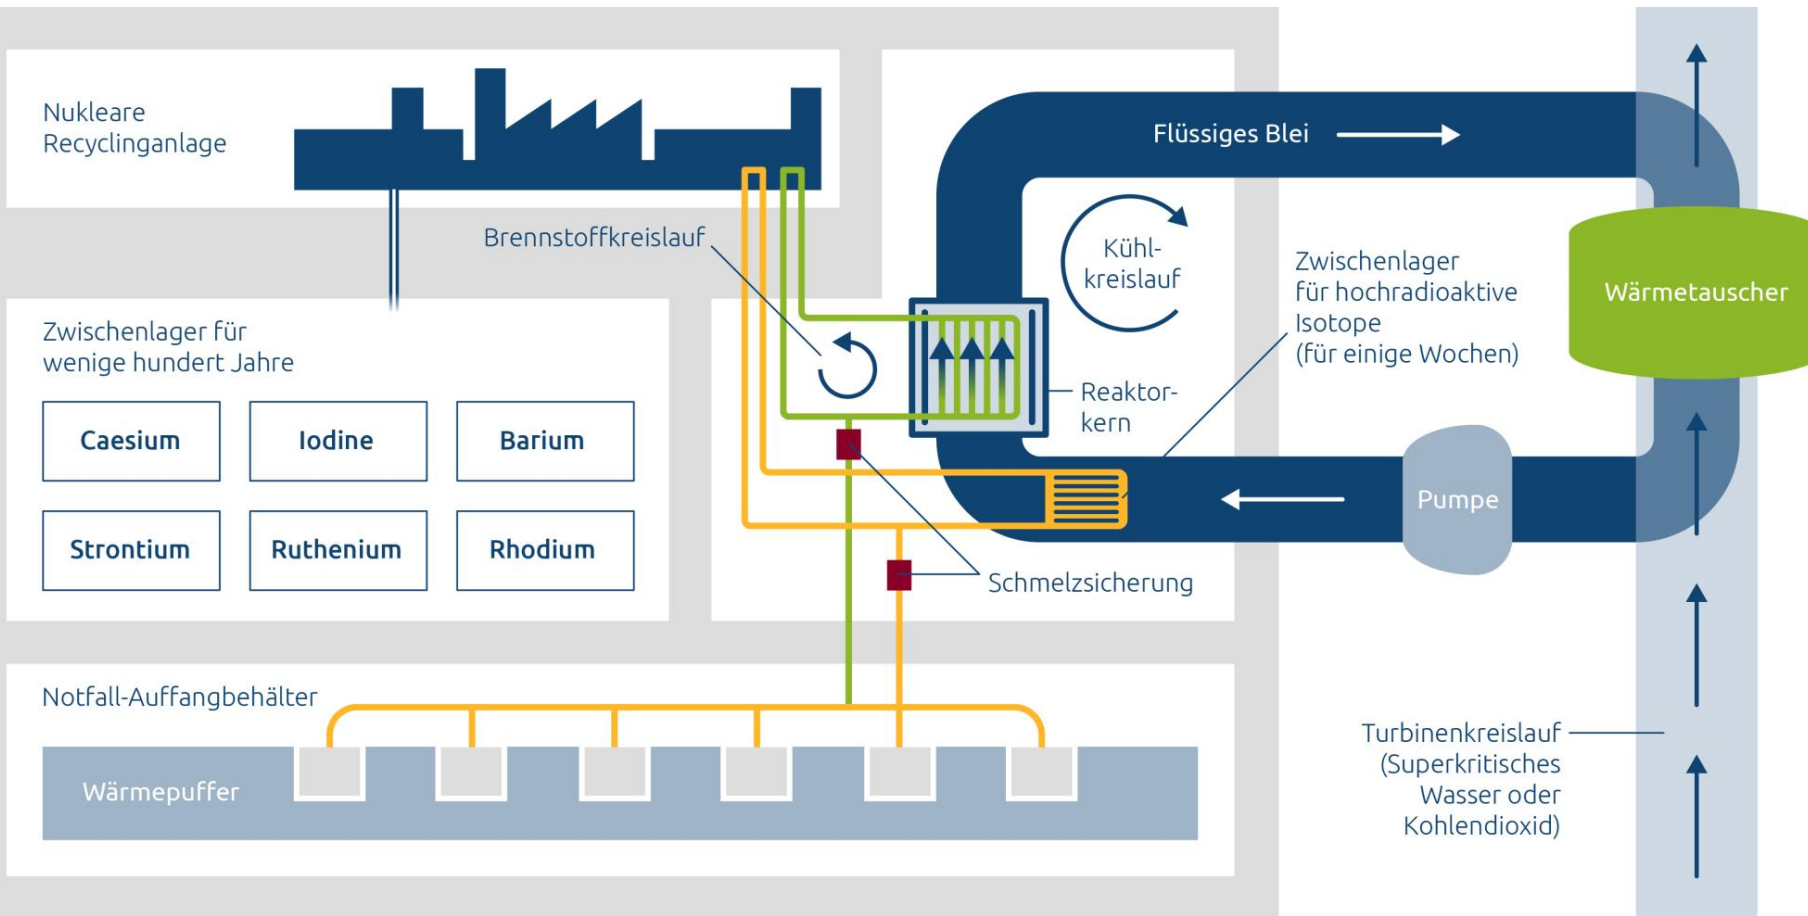 Nukleare
Recyclinganlage
Flüssiges Blei
Brennstoffkreislauf
Kühl-
kreislauf
Zwischenlager
für hochradioaktive
Isotope
(für einige Wochen)
Wärmetauscher
Zwischenlager für
wenige hundert Jahre
Reaktor-
kern
Caesium
Iodine
Barium
Pumpe
Strontium
Ruthenium
Rhodium
Schmelzsicherung
Notfall-Auffangbehälter
Wärmepuffer
Turbinenkreislauf
(Superkritisches
Wasser oder
Kohlendioxid)